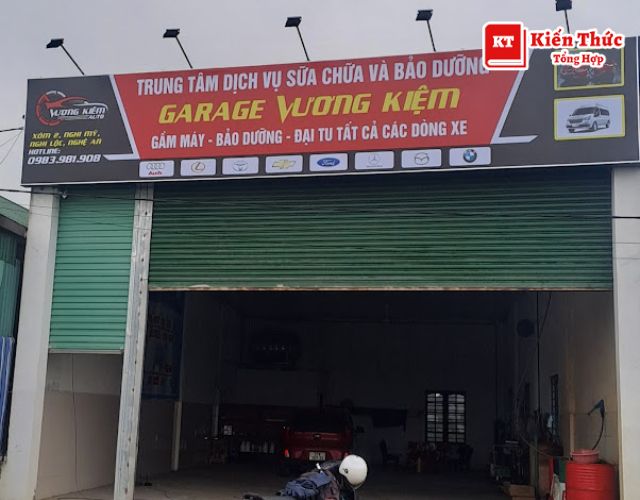 KT Kiến Thức
Tổng Hợp
TRUNG TÂM DỊCH VỤ SỬA CHỮA VÀ BẢO DƯỠNG
GARAGE VƯƠNG KIỆM
GẦM MÁY - BẢO DƯỠNG - ĐẠI TU TẤT CẢ CÁC DÒNG XE
VƯƠNG KIỆM
AUTO
XÓM 2, NGHI MỸ,
NGHI LỘC, NGHỆ AN
HOTLINE:
0983.981.908
Audi
Ford